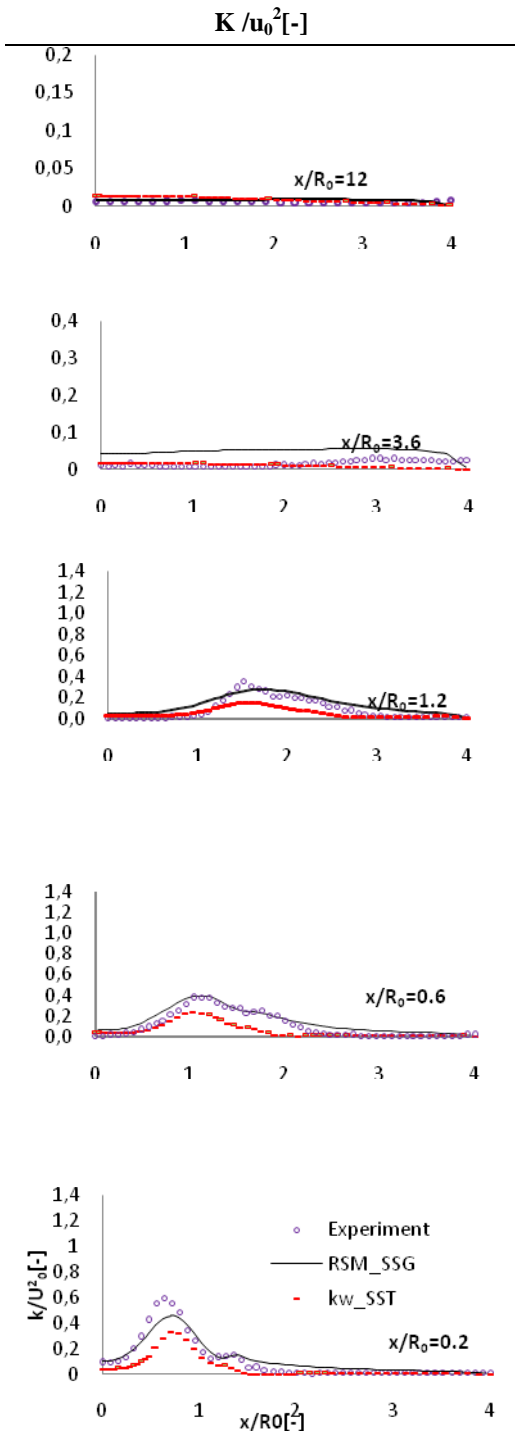 K /u₀²[-]
0,2
0,15
0,1
0,05
0
x/R₀=12
0 1 2 3 4
0,4
0,3
0,2
0,1
0
x/R₀=3.6
0 1 2 3 4
1,4
1,2
1,0
0,8
0,6
0,4
0,2
0,0
x/R₀=1.2
0 1 2 3 4
1,4
1,2
1,0
0,8
0,6
0,4
0,2
0,0
x/R₀=0.6
0 1 2 3 4
k/U²₀[-]
1,4
1,2
1
0,8
0,6
0,4
0,2
0
Experiment
RSM_SSG
kw_SST
x/R₀=0.2
0 1 2 3 4
x/R0[-]